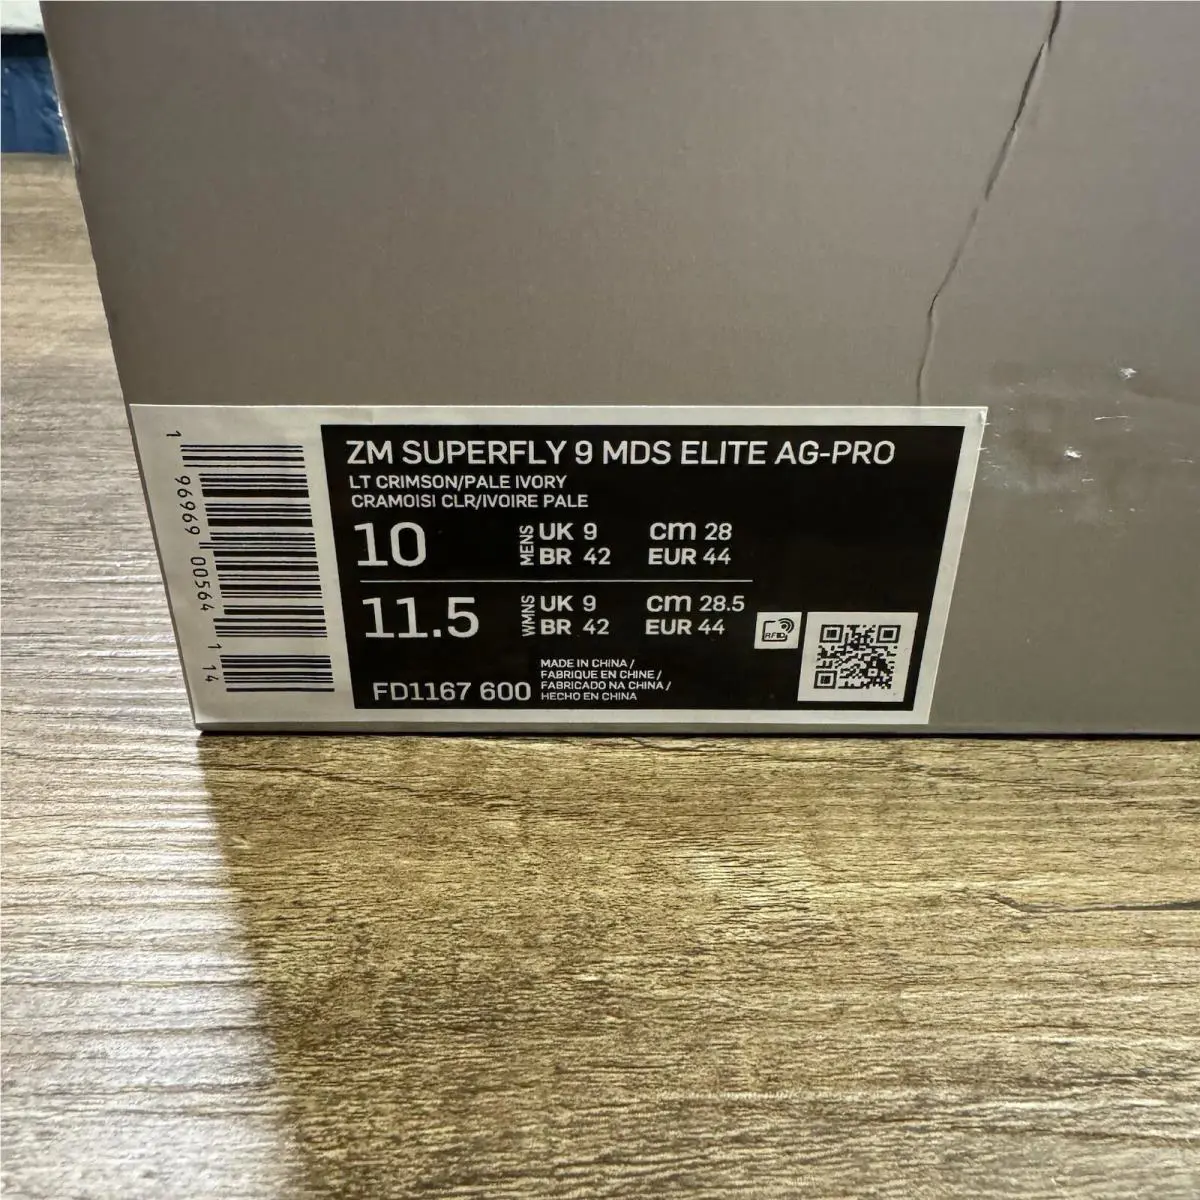 ZM SUPERFLY 9 MDS ELITE AG-PRO
LT CRIMSON/PALE IVORY
CRAMOISI CLR/IVOIRE PALE
10 MENS UK 9 cm 28
BR 42 EUR 44
11.5 WMNS UK 9 cm 28.5
BR 42 EUR 44
RFID
FD1167 600
MADE IN CHINA /
FABRIQUE EN CHINE /
FABRICADO NA CHINA /
HECHO EN CHINA
1 96969 00564 1 14